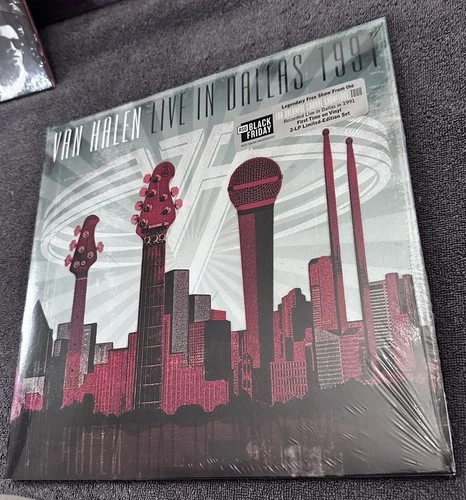 VAN HALEN LIVE IN DALLAS 1991
RSD
BLACK
FRIDAY
Legendary Free Show From the
TOUR
Recorded Live in Dallas in 1991
First Time on Vinyl
2-LP Limited-Edition Set